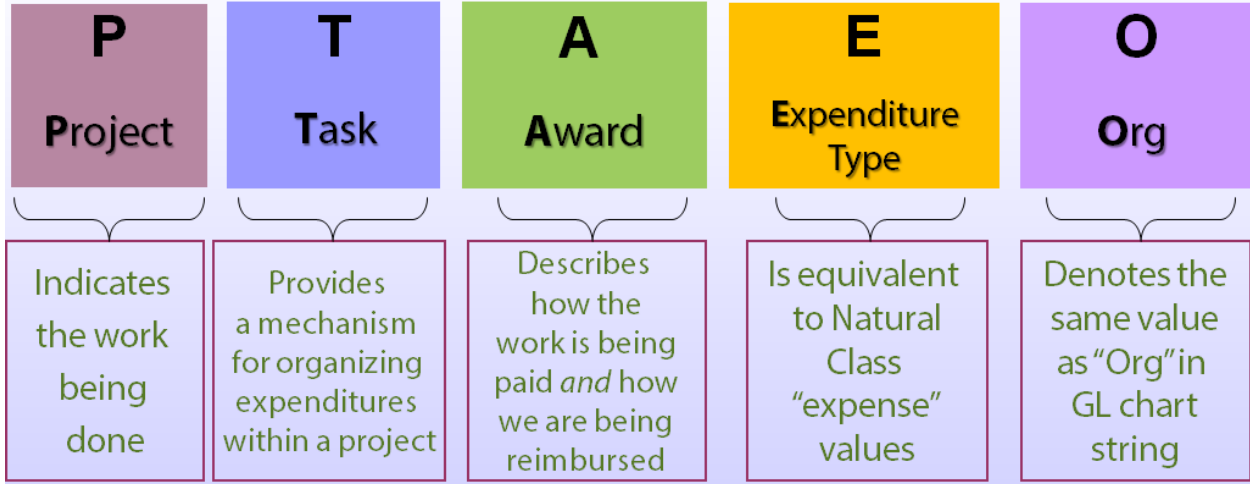 P
Project
T
Task
A
Award
E
Expenditure
Type
O
Org
Indicates
the work
being
done
Provides
a mechanism
for organizing
expenditures
within a project
Describes
how the
work is being
paid and how
we are being
reimbursed
Is equivalent
to Natural
Class
“expense”
values
Denotes the
same value
as “Org” in
GL chart
string